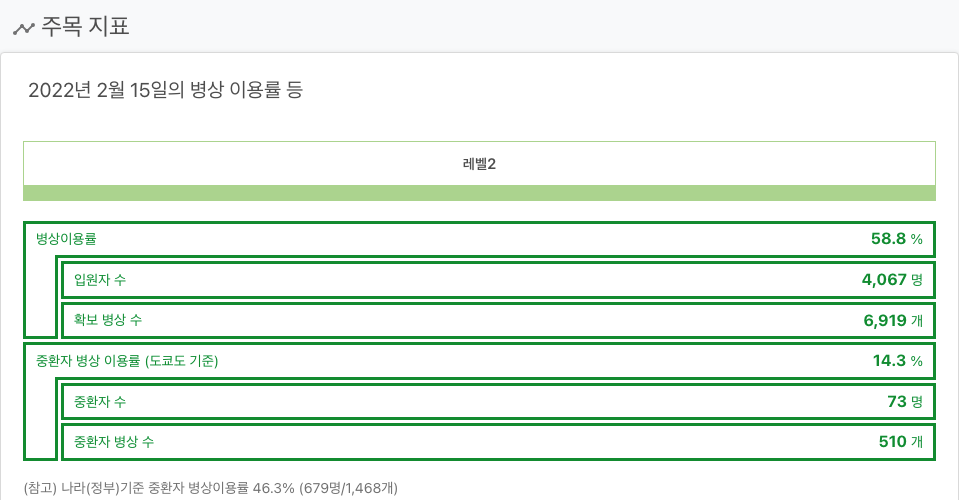 주목 지표
2022년 2월 15일의 병상 이용률 등
레벨2
병상이용률 58.8 %
입원자 수 4,067 명
확보 병상 수 6,919 개
중환자 병상 이용률 (도쿄도 기준) 14.3 %
중환자 수 73 명
중환자 병상 수 510 개
(참고) 나라(정부)기준 중환자 병상이용률 46.3% (679명/1,468개)